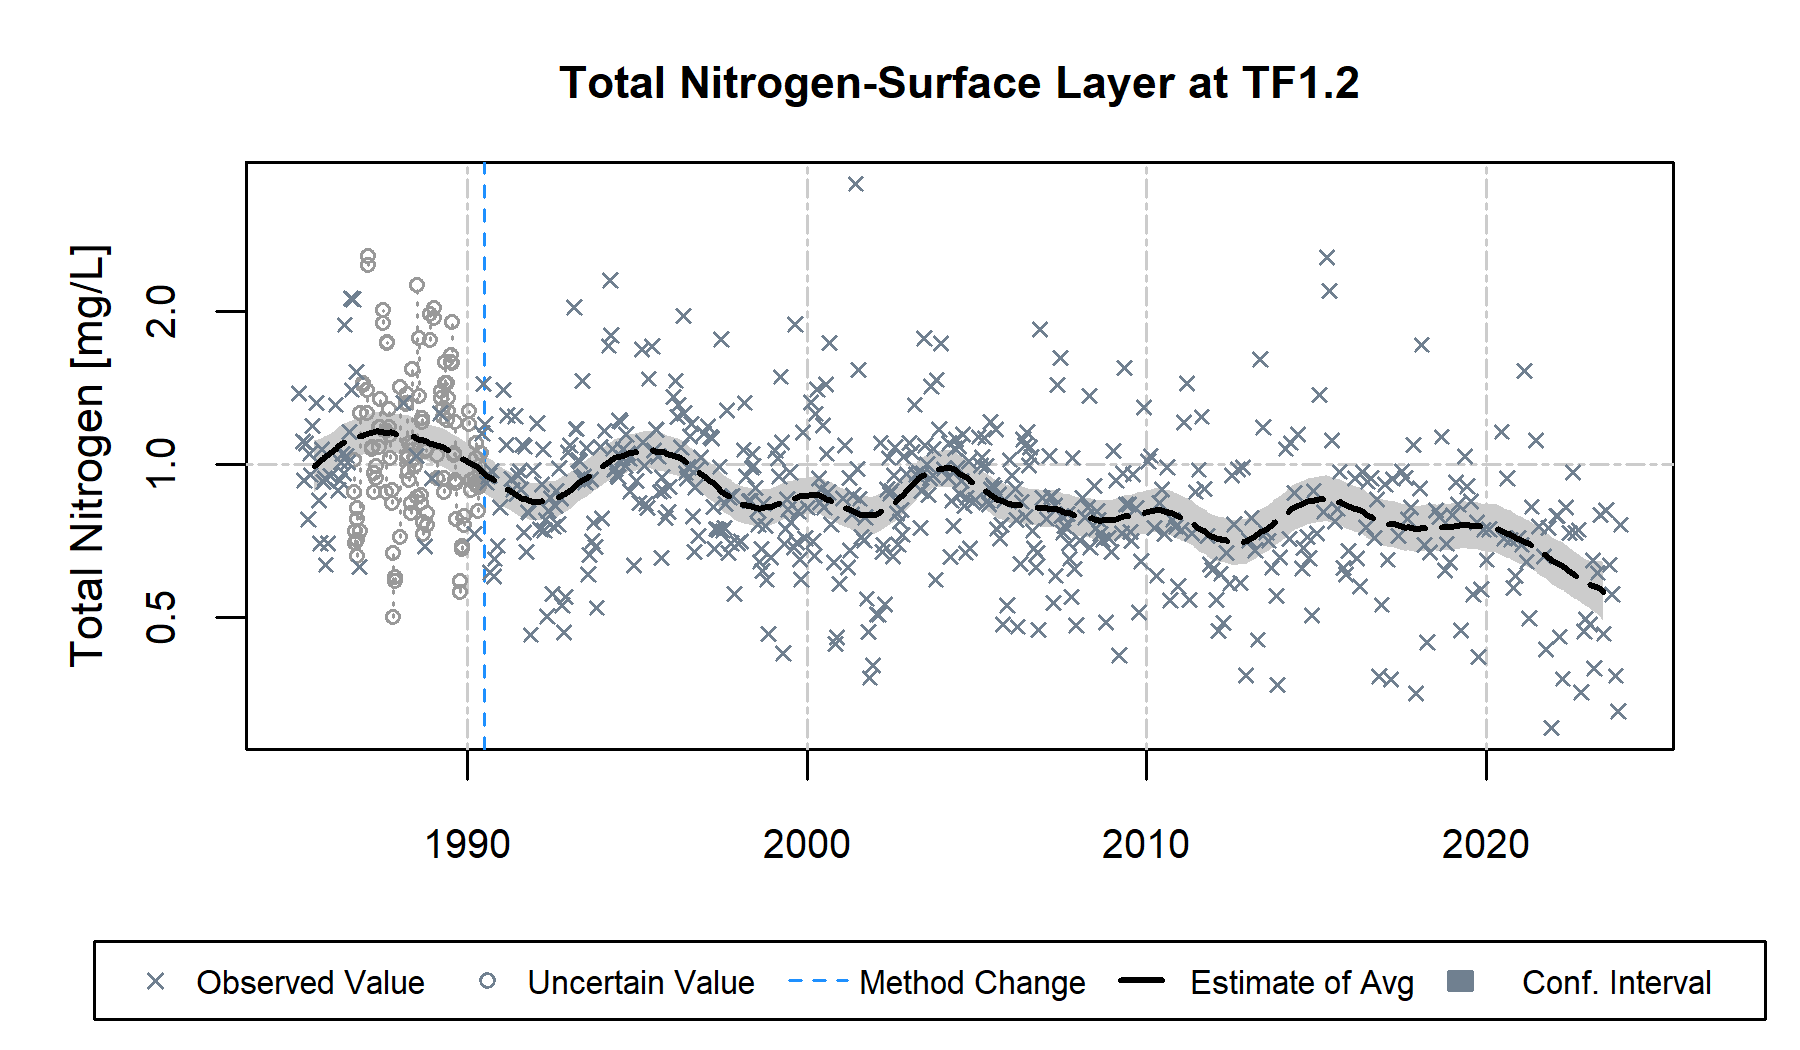 Total Nitrogen-Surface Layer at TF1.2
Total Nitrogen [mg/L]
2.0
1.0
0.5
1990 2000 2010 2020
Observed Value Uncertain Value Method Change Estimate of Avg Conf. Interval